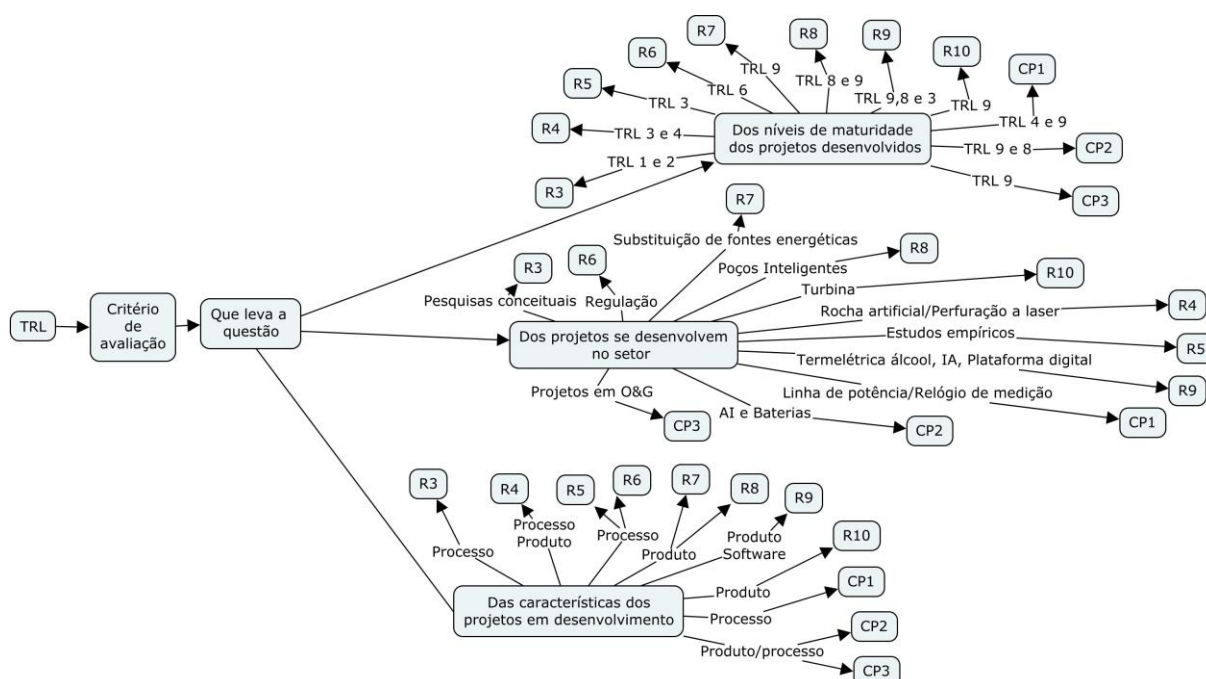 R7
R8
R9
R6
R10
R5
TRL 9
TRL 8 e 9
CP1
TRL 6
TRL 9,8 e 3
TRL 9
TRL 3
TRL 4 e 9
R4
TRL 3 e 4
Dos níveis de maturidade
dos projetos desenvolvidos
TRL 9 e 8
CP2
TRL 1 e 2
TRL 9
R3
CP3
R7
Substituição de fontes energéticas
R8
R3
R6
Poços Inteligentes
R10
Pesquisas conceituais
Regulação
Turbina
Rocha artificial/Perfuração a laser
R4
TRL
Critério
de
avaliação
Que leva a
questão
Dos projetos se desenvolvem
no setor
Estudos empíricos
R5
Termelétrica álcool, IA, Plataforma digital
R9
Projetos em O&G
Linha de potência/Relógio de medição
CP1
AI e Baterias
CP3
CP2
R3
R4
R5
R6
R7
R8
R9
Processo
Processo
Produto
Processo
Produto
Produto
Software
R10
Das características dos
projetos em desenvolvimento
Produto
CP1
Processo
CP2
Produto/processo
CP3